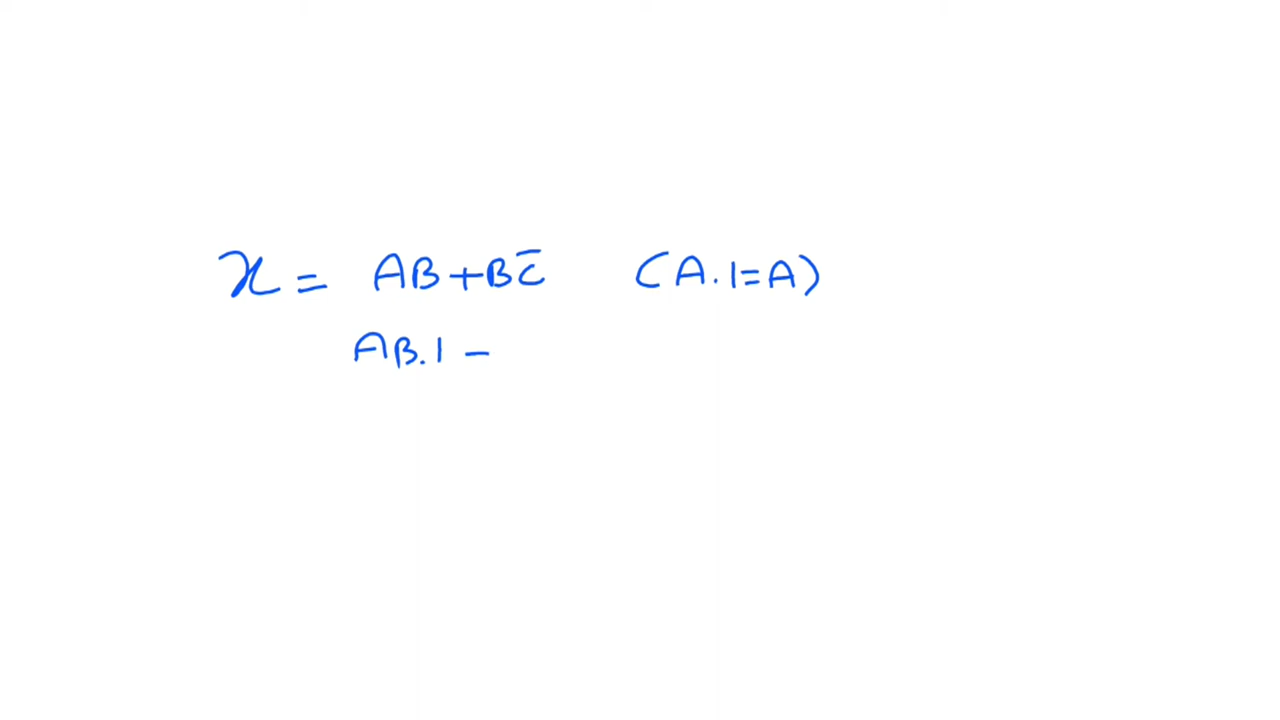 x = AB+BC̄ (A.1=A)
AB.1 -